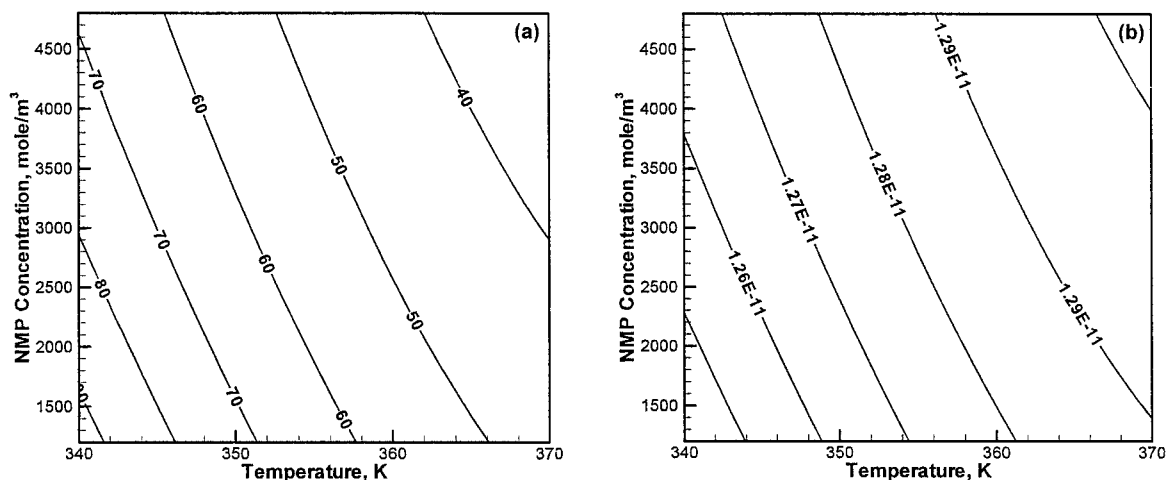 (a)
NMP Concentration, mole/m³
4500
4000
3500
3000
2500
2000
1500
340
350
360
370
Temperature, K
70
60
40
50
70
60
80
50
70
60
(b)
NMP Concentration, mole/m³
4500
4000
3500
3000
2500
2000
1500
340
350
360
370
Temperature, K
1.29E-11
1.28E-11
1.27E-11
1.26E-11
1.29E-11